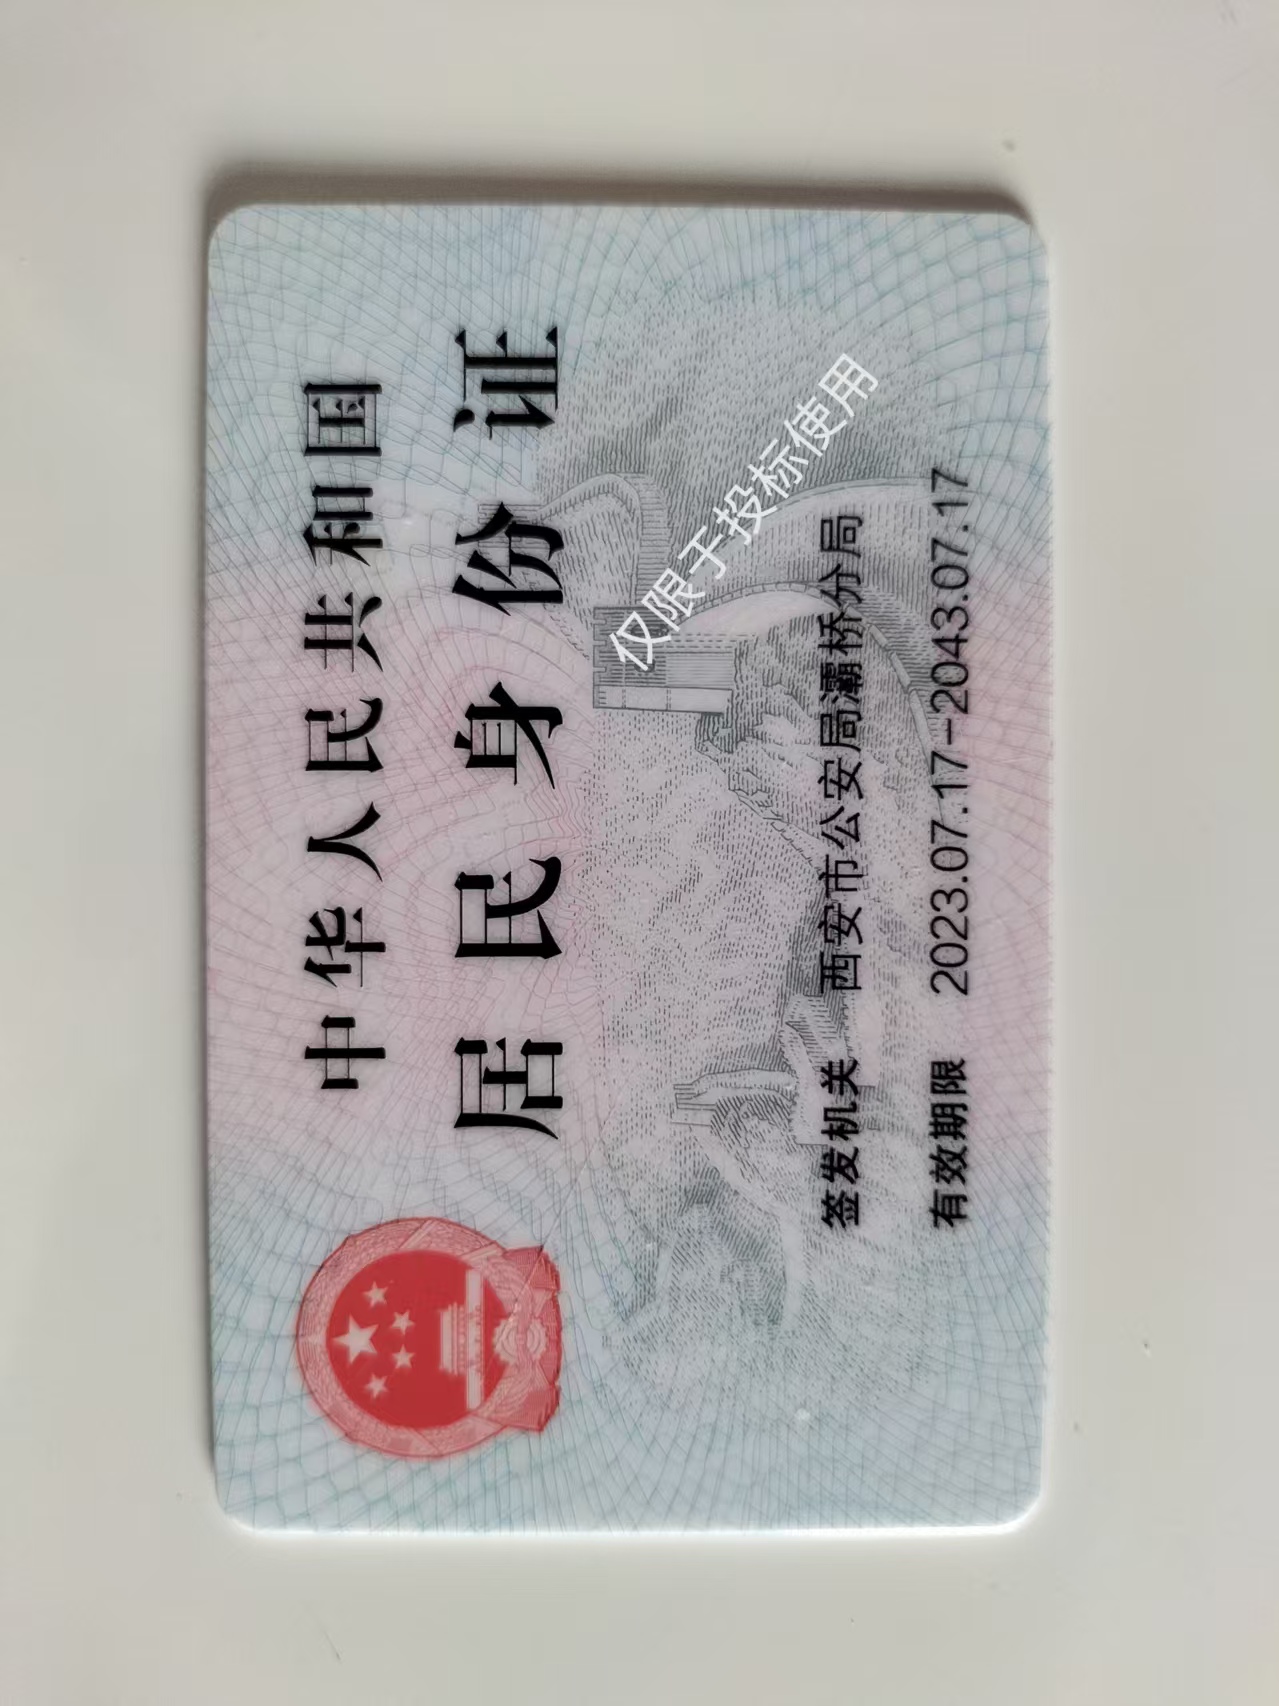 中华人民共和国
居民身份证
仅限于投标使用
签发机关 西安市公安局灞桥分局
有效期限 2023.07.17-2043.07.17